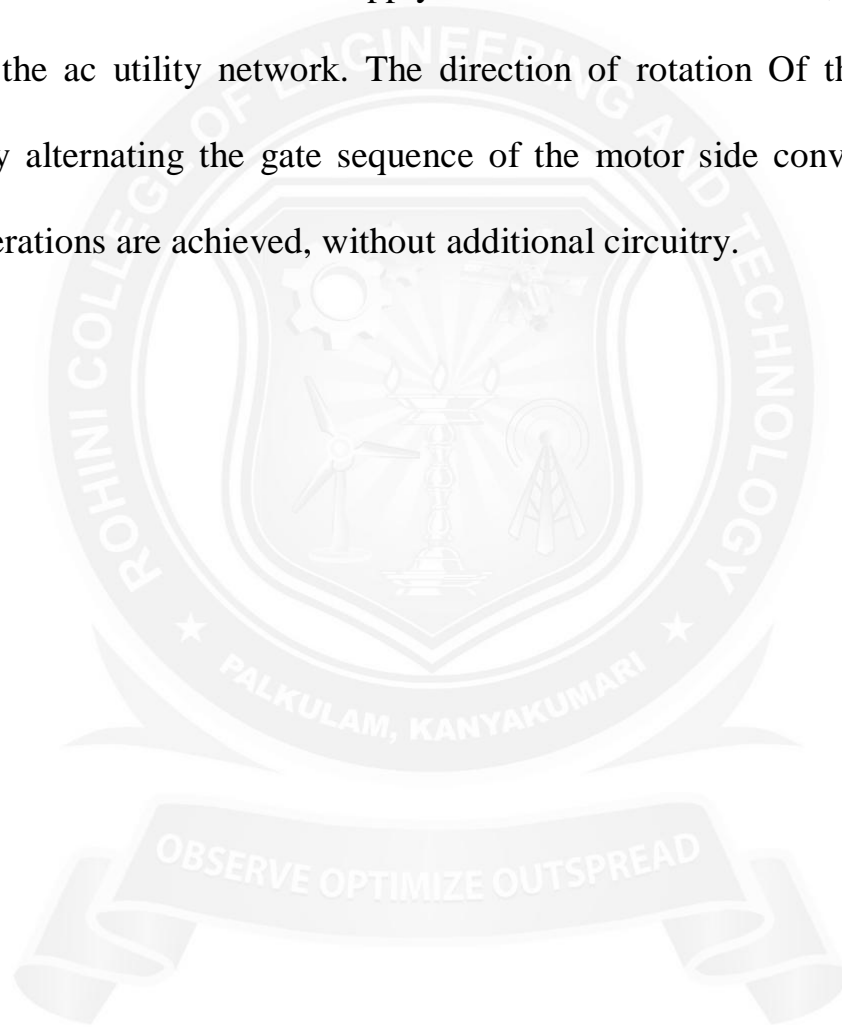 the ac utility network. The direction of rotation Of th
y alternating the gate sequence of the motor side conv
erations are achieved, without additional circuitry.
ROHINI COLLEGE OF ENGINEERING AND TECHNOLOGY
PALKULAM, KANYAKUMARI
OBSERVE OPTIMIZE OUTSPREAD